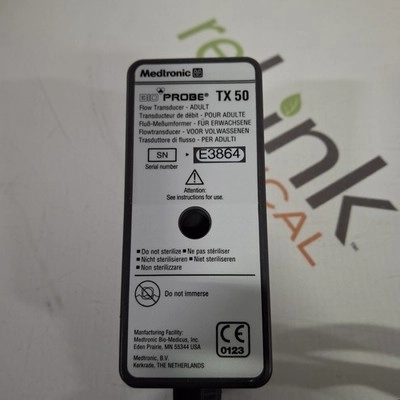 Medtronic
BIO PROBE® TX 50
Flow Transducer - ADULT
Transducteur de débit - POUR ADULTE
Fluß-Meßumformer - FÜR ERWACHSENE
Flowtransducer - VOOR VOLWASSENEN
Trasduttore di flusso - PER ADULTI
SN E3864
Serial number
Attention:
See instructions for use.
■ Do not sterilize ■ Ne pas stériliser
■ Nicht sterilisieren ■ Niet steriliseren
■ Non sterilizzare
Do not immerse
Manfacturing Facility:
Medtronic Bio-Medicus, Inc.
Eden Prairie, MN 55344 USA
Medtronic, B.V.
Kerkrade, THE NETHERLANDS
CE
0123